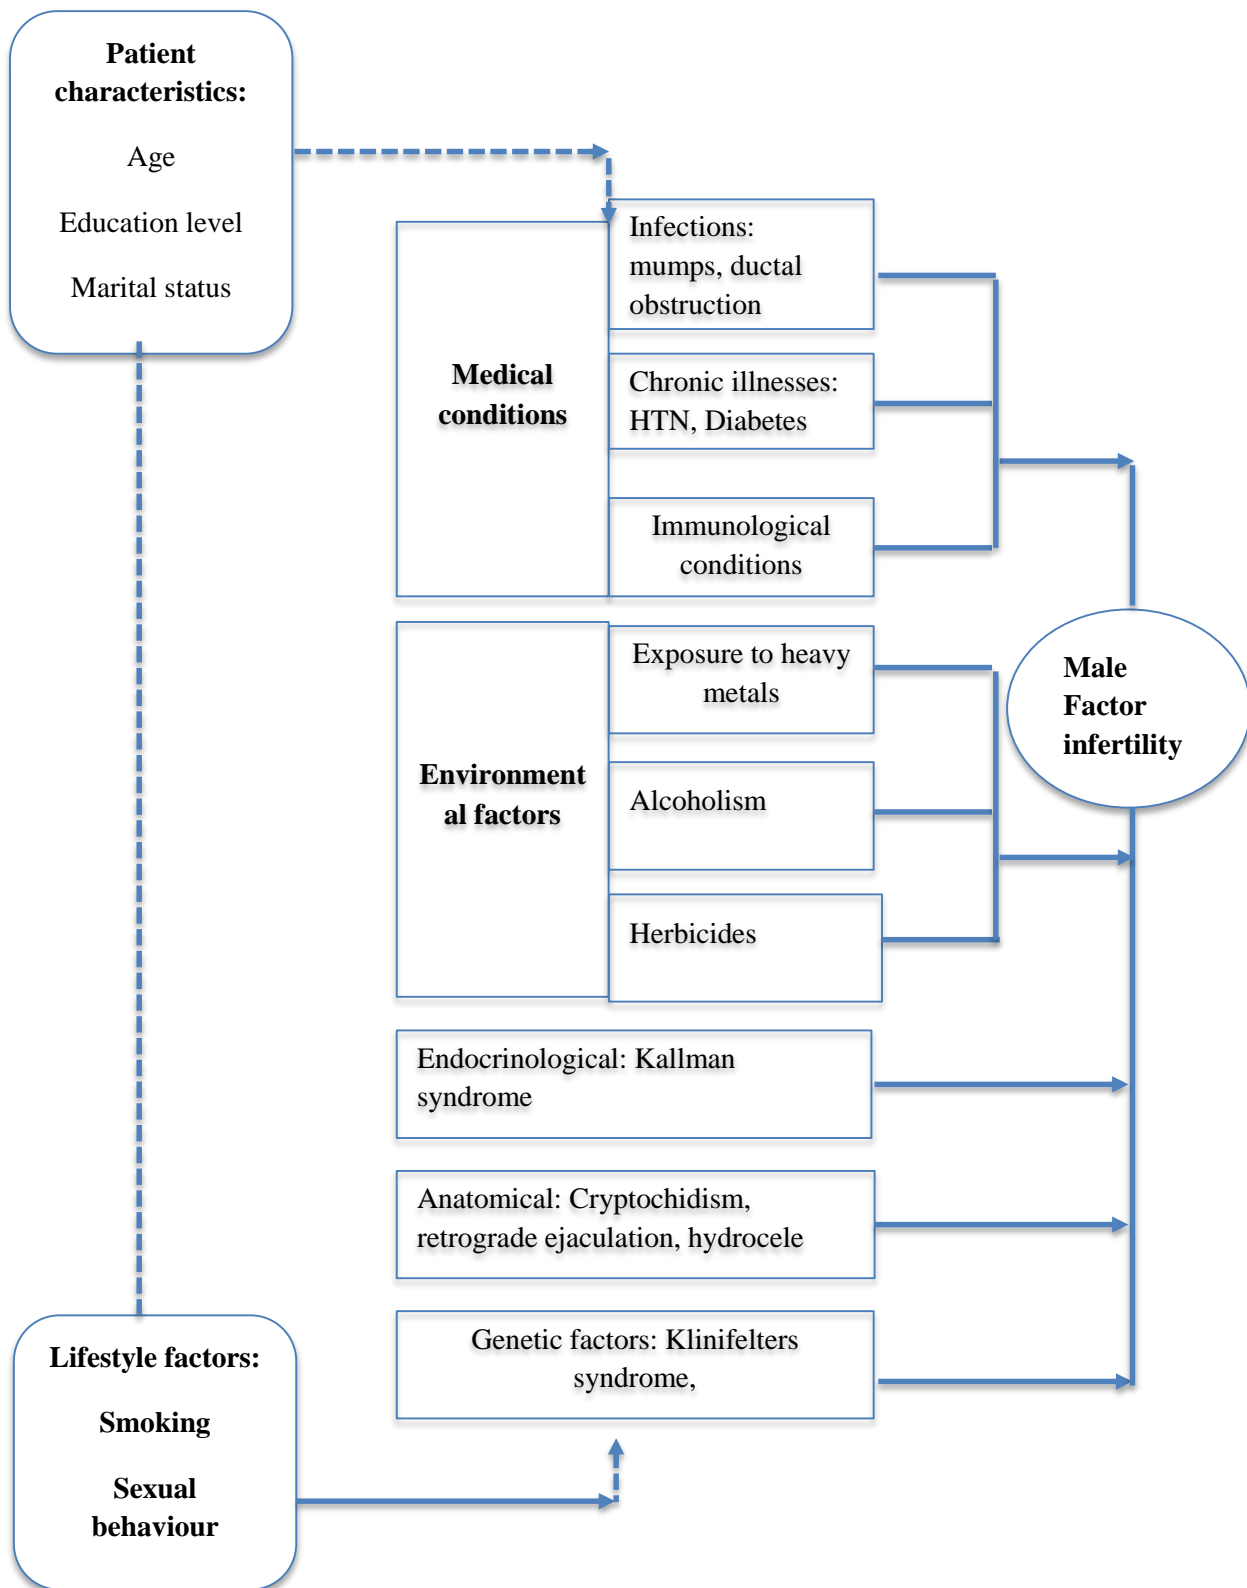 Patient
characteristics:
Age
Education level
Marital status
Medical
conditions
Infections:
mumps, ductal
obstruction
Chronic illnesses:
HTN, Diabetes
Immunological
conditions
Environment
al factors
Exposure to heavy
metals
Alcoholism
Herbicides
Male
Factor
infertility
Endocrinological: Kallman
syndrome
Anatomical: Cryptochidism,
retrograde ejaculation, hydrocele
Genetic factors: Klinifelters
syndrome,
Lifestyle factors:
Smoking
Sexual
behaviour